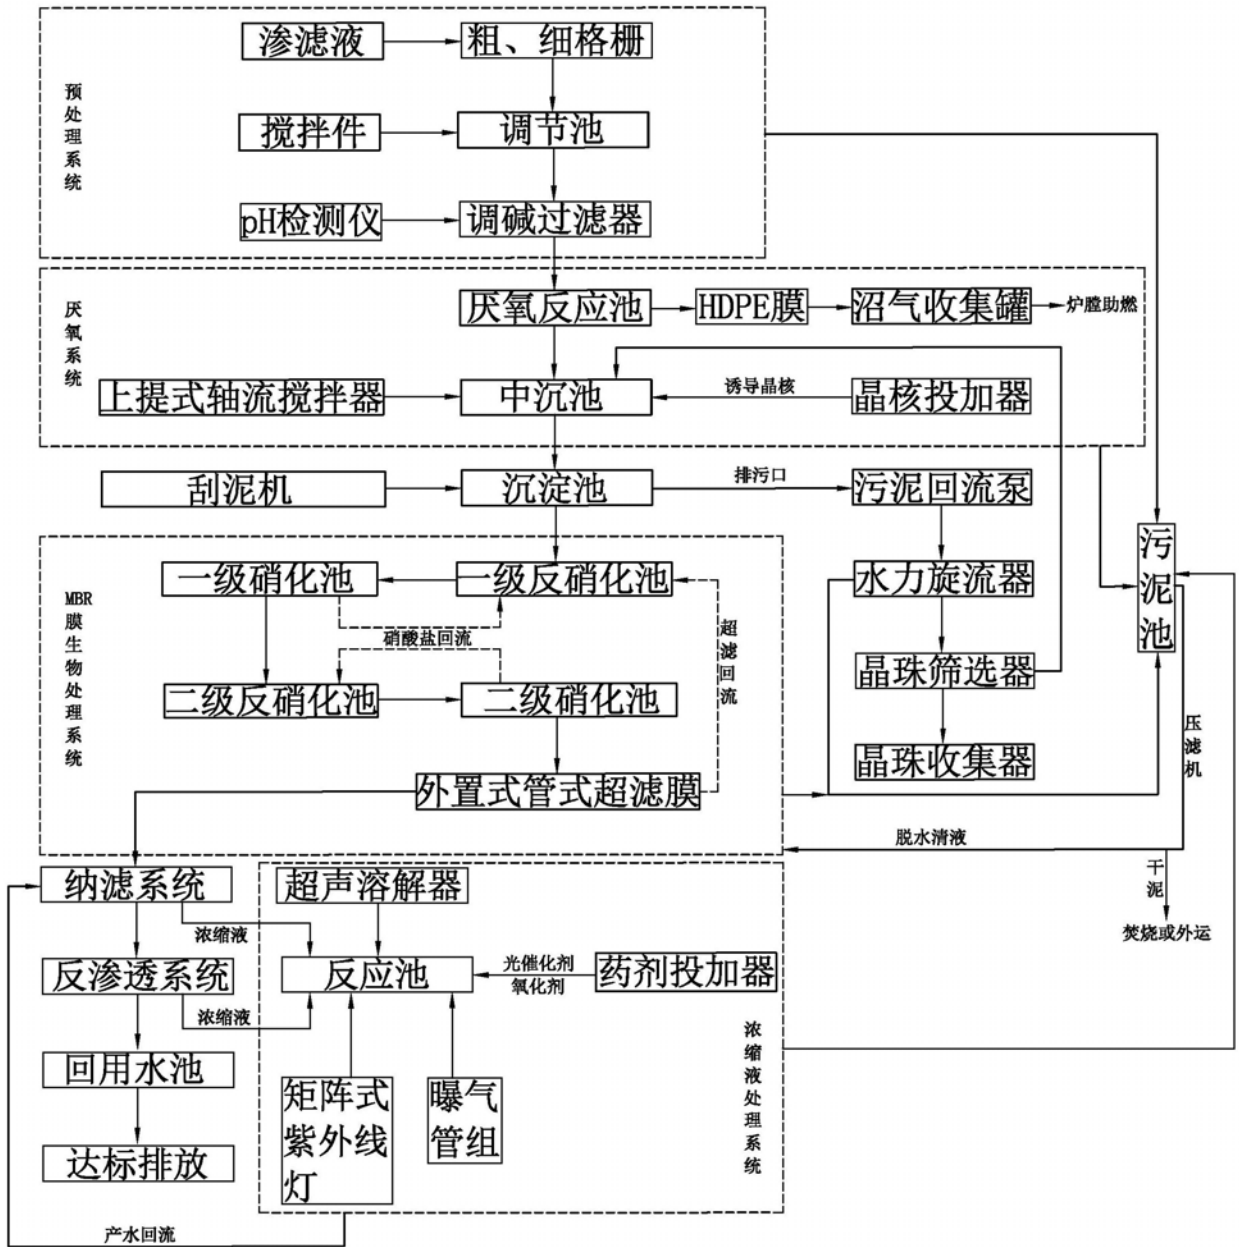 渗滤液
粗、细格栅
预处理系统
搅拌件
调节池
pH检测仪
调碱过滤器
厌氧系统
厌氧反应池
HDPE膜
沼气收集罐
炉膛助燃
上提式轴流搅拌器
中沉池
诱导晶核
晶核投加器
刮泥机
沉淀池
排污口
污泥回流泵
污泥池
MBR膜生物处理系统
一级硝化池
一级反硝化池
水力旋流器
硝酸盐回流
超滤回流
二级反硝化池
二级硝化池
晶珠筛选器
外置式管式超滤膜
晶珠收集器
压滤机
脱水清液
干泥
焚烧或外运
纳滤系统
超声溶解器
浓缩液
反渗透系统
反应池
光催化剂
氧化剂
药剂投加器
浓缩液
浓缩液处理系统
回用水池
矩阵式
紫外线
灯
曝气
管组
达标排放
产水回流